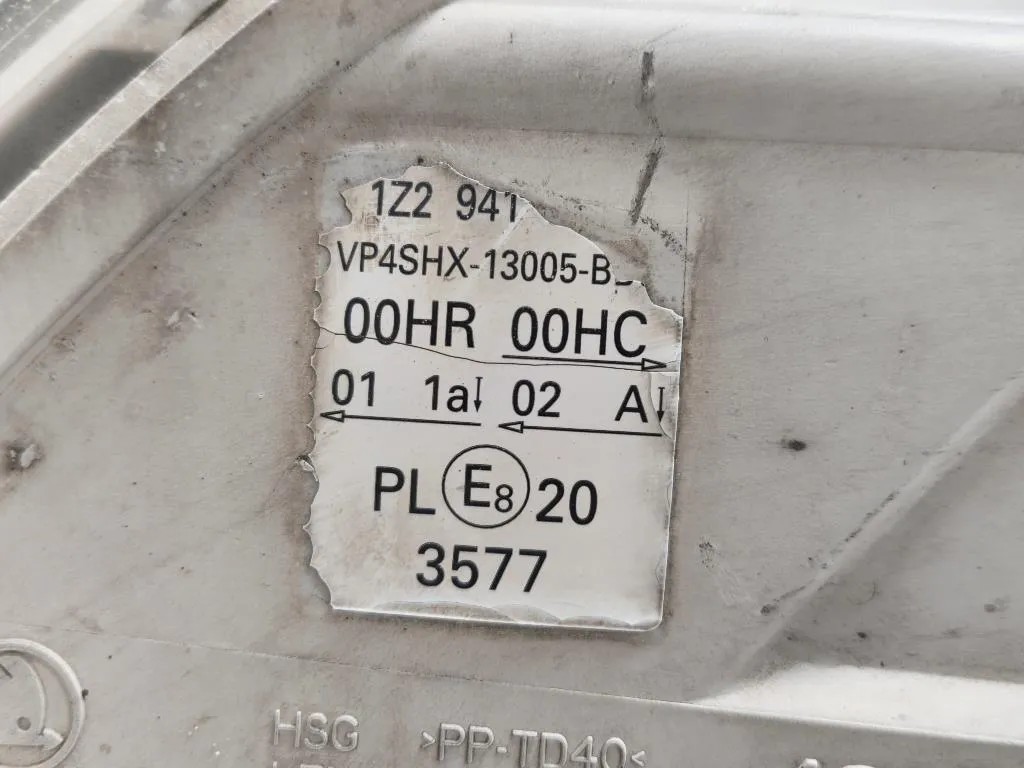 1Z2 941
VP4SHX-13005-B
00HR 00HC
01 1a 02 A
PL E8 20
3577
HSG >PP-TD40<